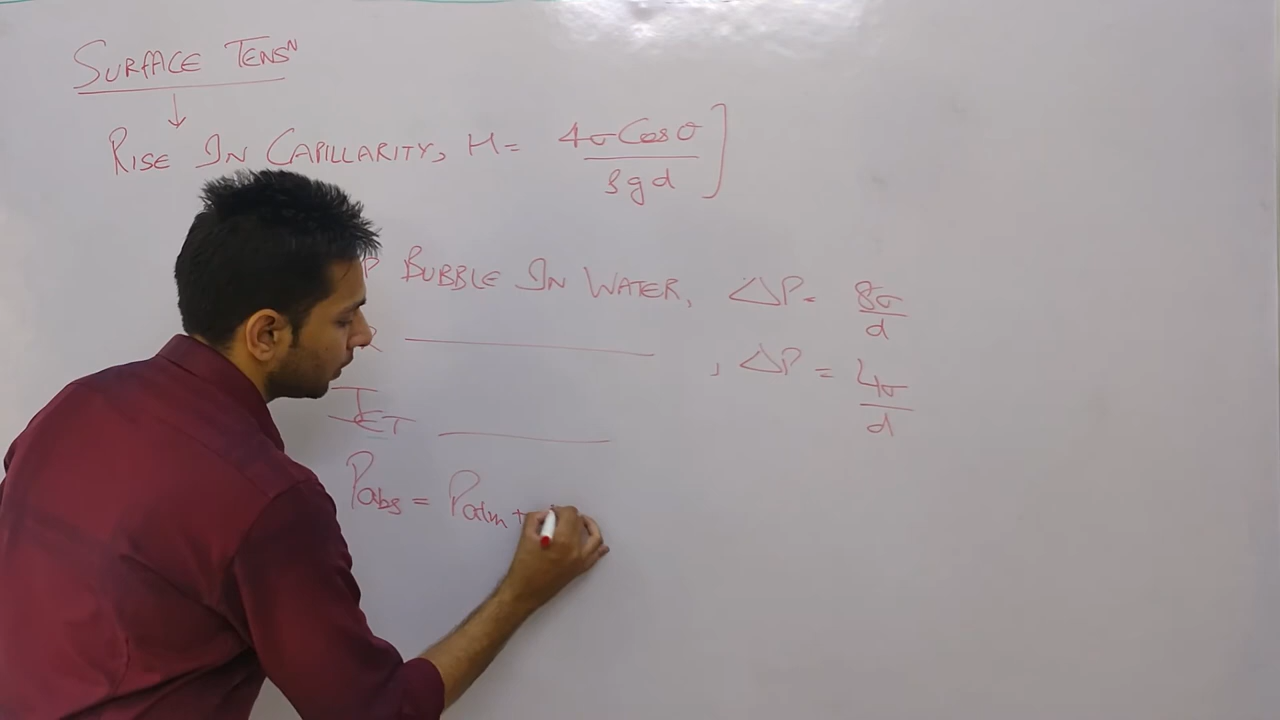 SURFACE TENSᴺ
↓
RISE IN CAPILLARITY, H = 4σ Cos θ / ρgd ]
P BUBBLE IN WATER, ΔP = 8σ / d
R ―――― , ΔP = 4σ / d
JET ――――
Pabs = Patm +